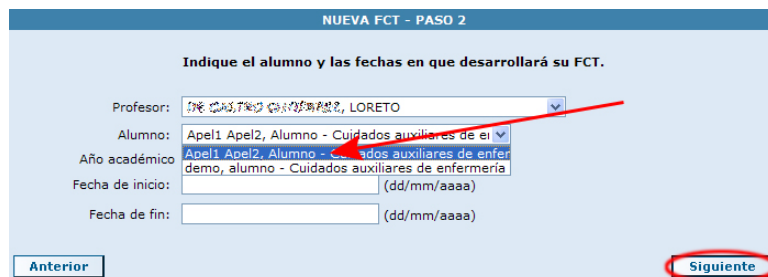 NUEVA FCT - PASO 2
Indique el alumno y las fechas en que desarrollará su FCT.
Profesor: , LORETO
Alumno: Apel1 Apel2, Alumno - Cuidados auxiliares de
Apel1 Apel2, Alumno - Cuidados auxiliares de enfer
Año académico demo, alumno - Cuidados auxiliares de enfermería
Fecha de inicio: (dd/mm/aaaa)
Fecha de fin: (dd/mm/aaaa)
Anterior Siguiente